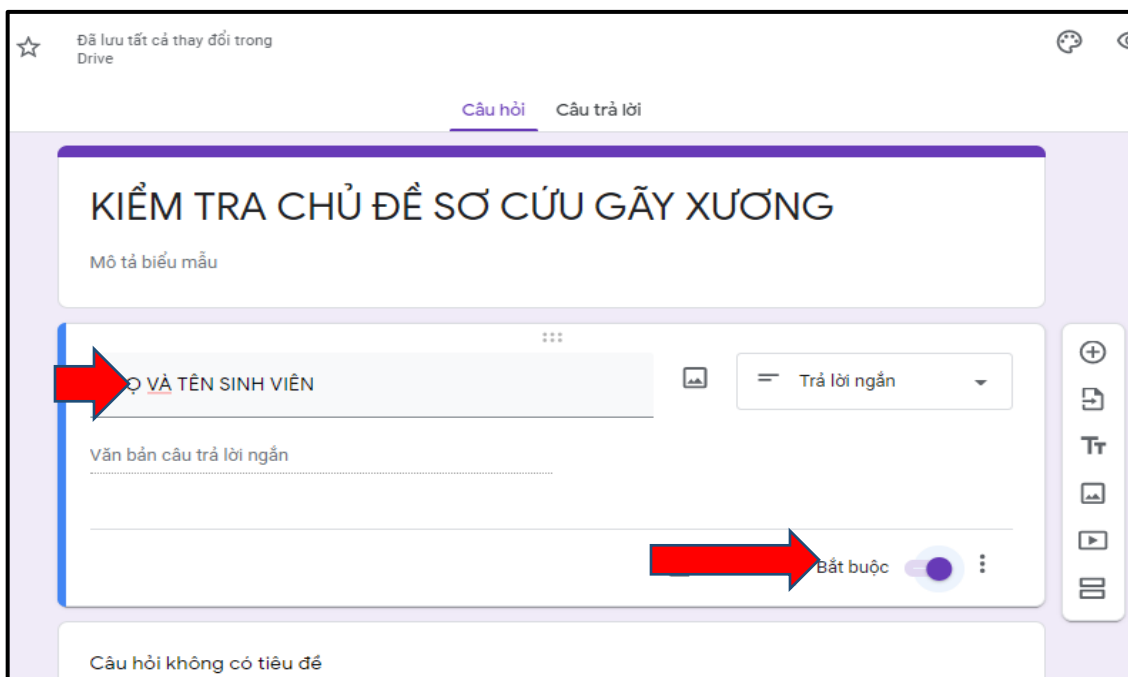 Đã lưu tất cả thay đổi trong
Drive
Câu hỏi Câu trả lời
KIỂM TRA CHỦ ĐỀ SƠ CỨU GÃY XƯƠNG
Mô tả biểu mẫu
VÀ TÊN SINH VIÊN
Trả lời ngắn
Văn bản câu trả lời ngắn
Bắt buộc
Câu hỏi không có tiêu đề